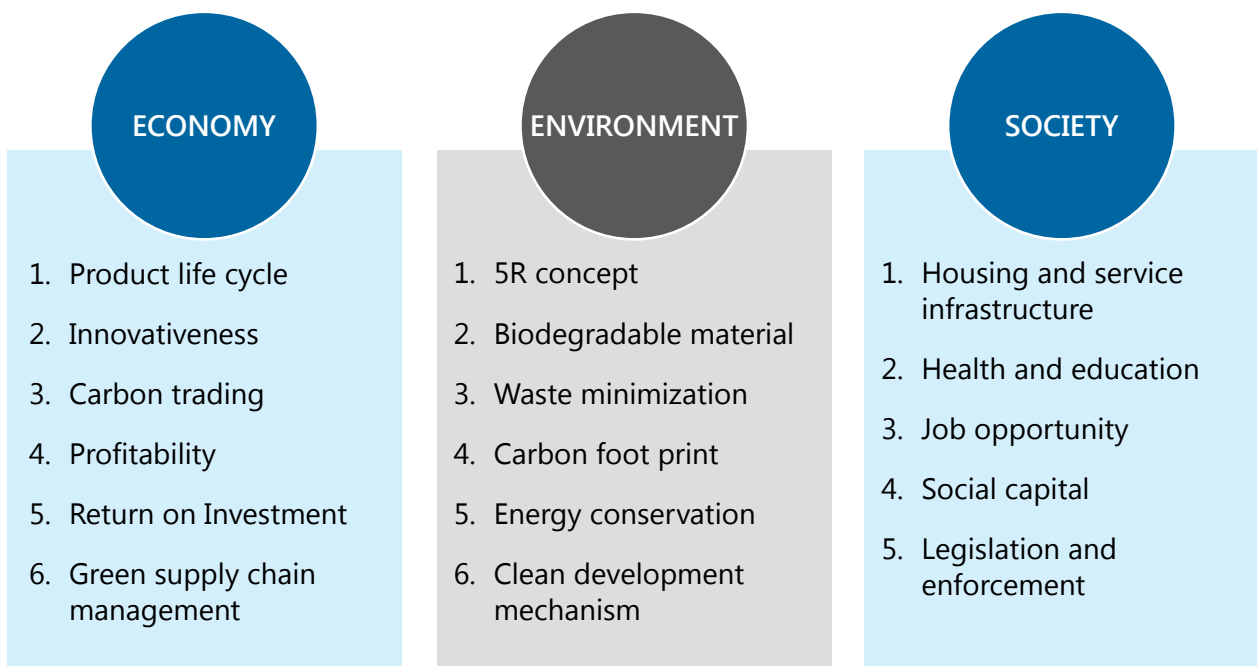 ECONOMY
1. Product life cycle
2. Innovativeness
3. Carbon trading
4. Profitability
5. Return on Investment
6. Green supply chain
management
ENVIRONMENT
1. 5R concept
2. Biodegradable material
3. Waste minimization
4. Carbon foot print
5. Energy conservation
6. Clean development
mechanism
SOCIETY
1. Housing and service
infrastructure
2. Health and education
3. Job opportunity
4. Social capital
5. Legislation and
enforcement